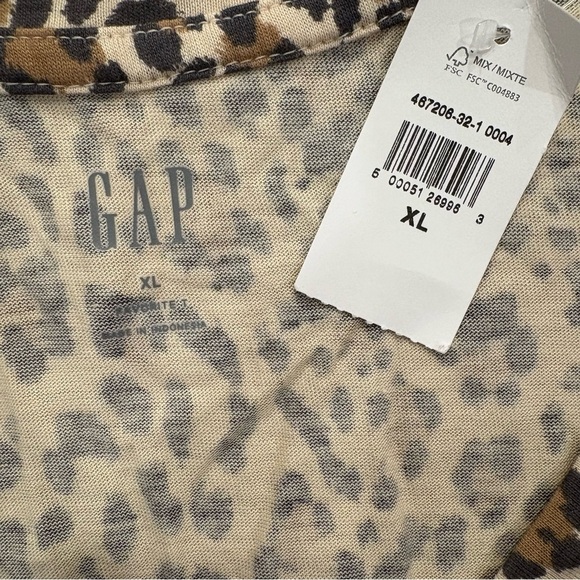 GAP
XL
FAVORITE T
MADE IN INDONESIA
MIX / MIXTE
FSC FSC™ C004883
467208-32-1 0004
5 00051 26996 3
XL